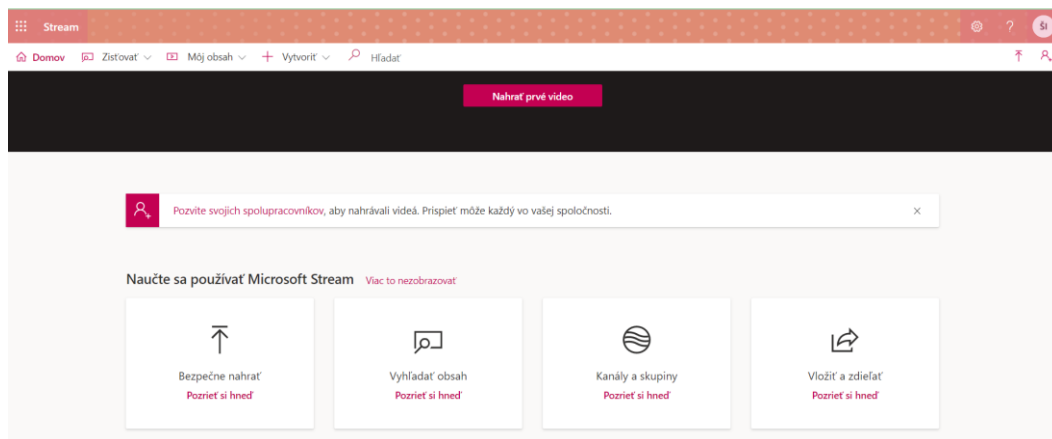 Stream
?
ŠI
Domov Zisťovať Môj obsah Vytvoriť Hľadať
Nahrať prvé video
Pozvite svojich spolupracovníkov, aby nahrávali videá. Prispieť môže každý vo vašej spoločnosti.
Naučte sa používať Microsoft Stream Viac to nezobrazovať
Bezpečne nahrať
Pozrieť si hneď
Vyhľadať obsah
Pozrieť si hneď
Kanály a skupiny
Pozrieť si hneď
Vložiť a zdieľať
Pozrieť si hneď